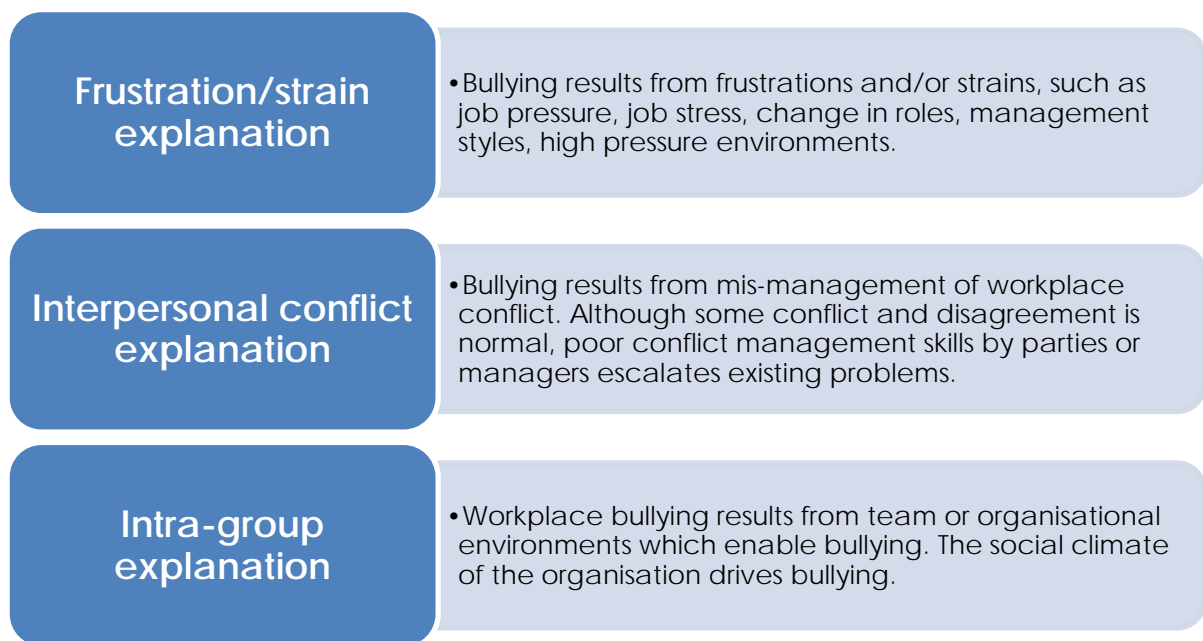 Frustration/strain
explanation
•Bullying results from frustrations and/or strains, such as
job pressure, job stress, change in roles, management
styles, high pressure environments.
Interpersonal conflict
explanation
•Bullying results from mis-management of workplace
conflict. Although some conflict and disagreement is
normal, poor conflict management skills by parties or
managers escalates existing problems.
Intra-group
explanation
•Workplace bullying results from team or organisational
environments which enable bullying. The social climate
of the organisation drives bullying.